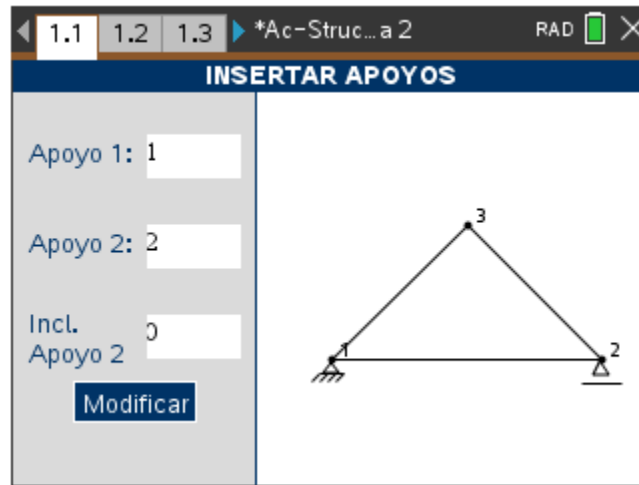 1.1 1.2 1.3 *Ac-Struc...a 2 RAD
INSERTAR APOYOS
Apoyo 1: 1
Apoyo 2: 2
Incl.
Apoyo 2 0
Modificar
3
1
2